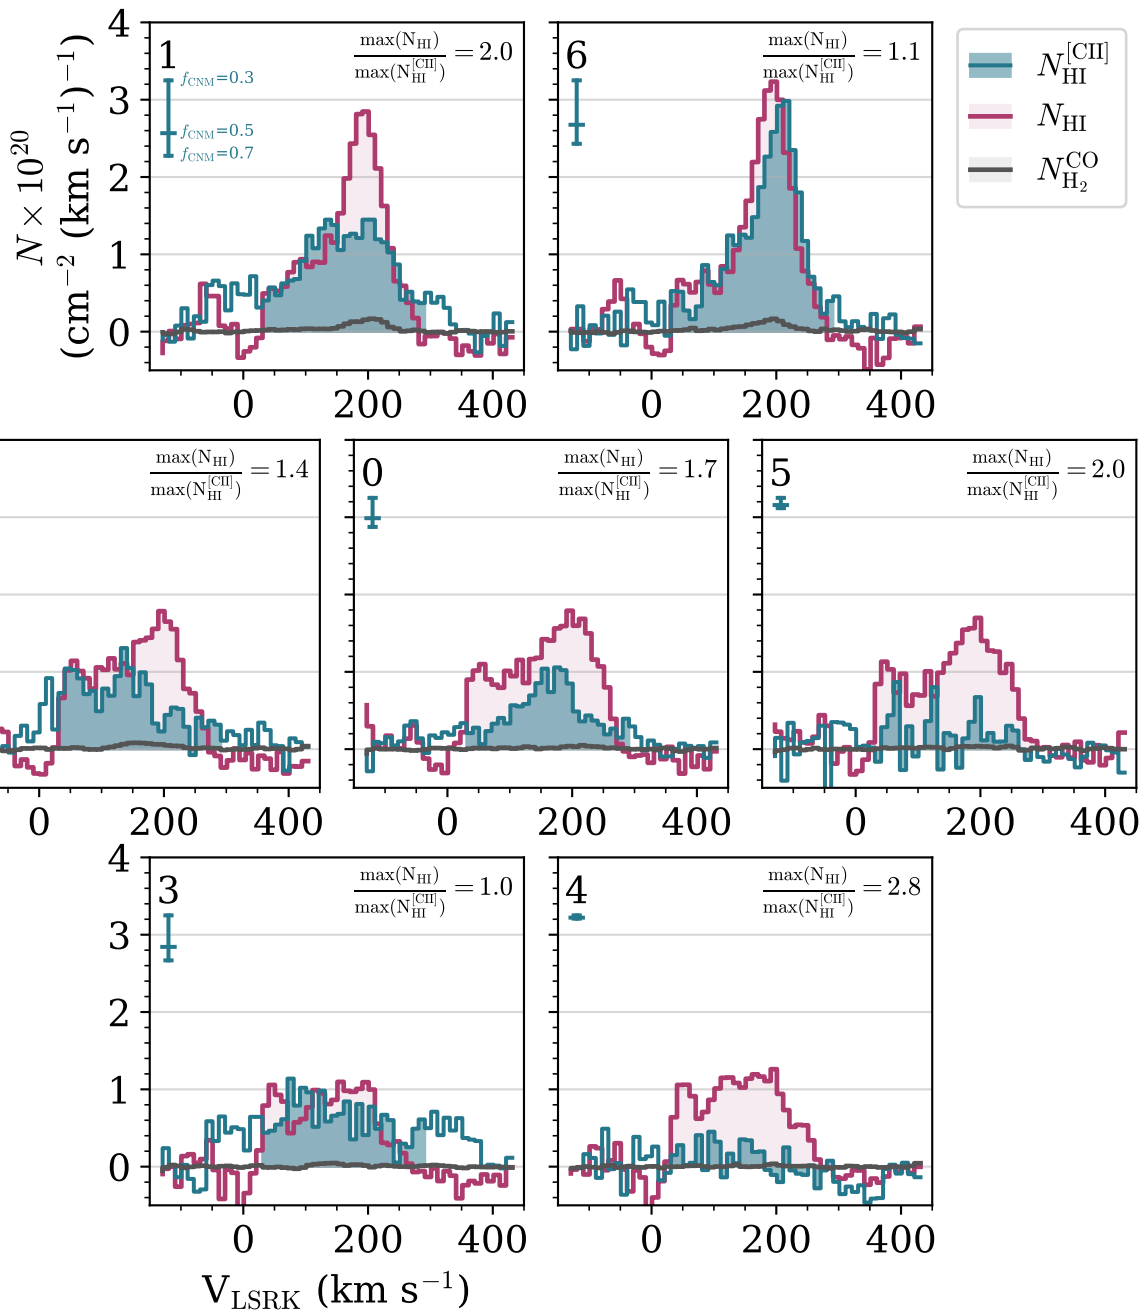 N × 10^20
(cm^−2 (km s^−1)^−1)
4
3
2
1
0
1
max(N_HI) / max(N_HI^[CII]) = 2.0
f_CNM=0.3
f_CNM=0.5
f_CNM=0.7
0 200 400
6
max(N_HI) / max(N_HI^[CII]) = 1.1
0 200 400
N_HI^[CII]
N_HI
N_H2^CO
max(N_HI) / max(N_HI^[CII]) = 1.4
0 200 400
0
max(N_HI) / max(N_HI^[CII]) = 1.7
0 200 400
5
max(N_HI) / max(N_HI^[CII]) = 2.0
0 200 400
4
3
2
1
0
3
max(N_HI) / max(N_HI^[CII]) = 1.0
0 200 400
4
max(N_HI) / max(N_HI^[CII]) = 2.8
0 200 400
V_LSRK (km s^−1)